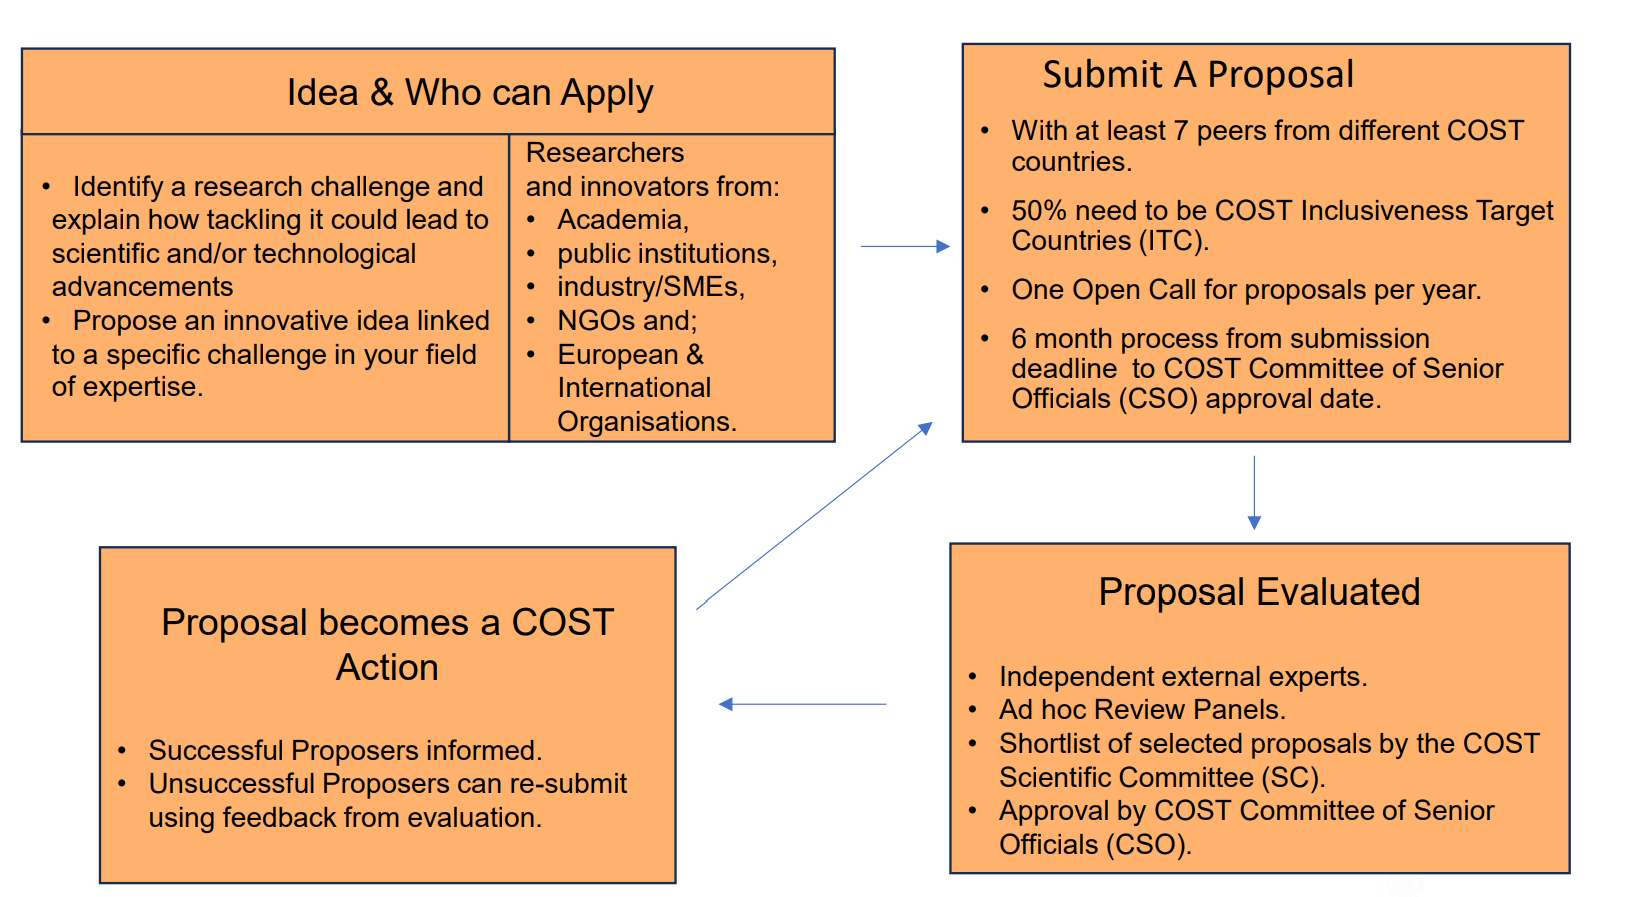 Idea & Who can Apply
• Identify a research challenge and
explain how tackling it could lead to
scientific and/or technological
advancements
• Propose an innovative idea linked
to a specific challenge in your field
of expertise.
Researchers
and innovators from:
• Academia,
• public institutions,
• industry/SMEs,
• NGOs and;
• European &
International
Organisations.
Submit A Proposal
• With at least 7 peers from different COST
countries.
• 50% need to be COST Inclusiveness Target
Countries (ITC).
• One Open Call for proposals per year.
• 6 month process from submission
deadline  to COST Committee of Senior
Officials (CSO) approval date.
Proposal becomes a COST
Action
• Successful Proposers informed.
• Unsuccessful Proposers can re-submit
using feedback from evaluation.
Proposal Evaluated
• Independent external experts.
• Ad hoc Review Panels.
• Shortlist of selected proposals by the COST
Scientific Committee (SC).
• Approval by COST Committee of Senior
Officials (CSO).